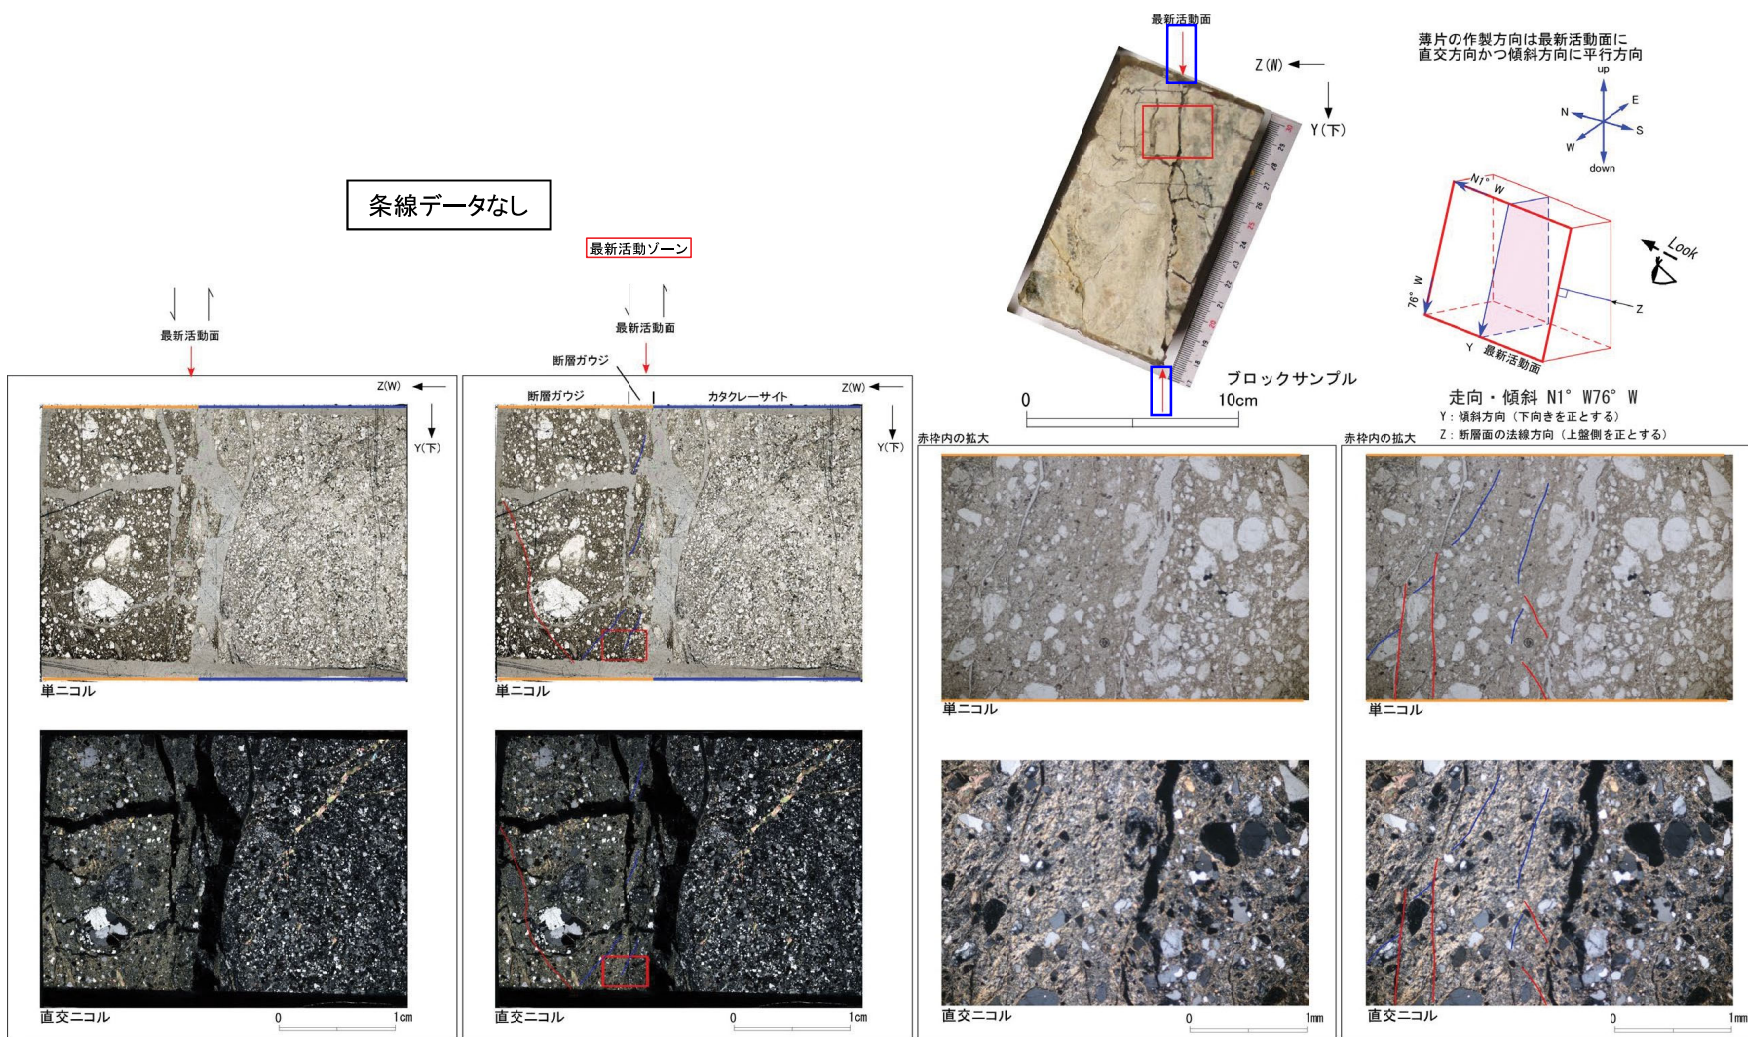 最新活動面
薄片の作製方向は最新活動面に
直交方向かつ傾斜方向に平行方向
Z(W)
Y(下)
up
E
N
S
W
down
条線データなし
最新活動ゾーン
N1° W
Look
76° W
Z
Y 最新活動面
ブロックサンプル
0 10cm
走向・傾斜 N1° W76° W
Y：傾斜方向（下向きを正とする）
Z：断層面の法線方向（上盤側を正とする）
最新活動面
Z(W)
Y(下)
単ニコル
直交ニコル
0 1cm
最新活動面
断層ガウジ
断層ガウジ
カタクレーサイト
Z(W)
Y(下)
単ニコル
直交ニコル
0 1cm
赤枠内の拡大
単ニコル
直交ニコル
0 1mm
赤枠内の拡大
単ニコル
直交ニコル
0 1mm